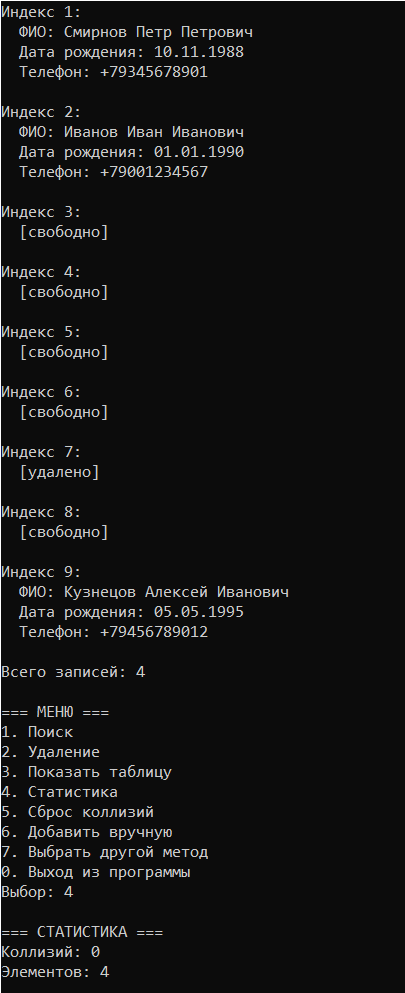 Индекс 1:
ФИО: Смирнов Петр Петрович
Дата рождения: 10.11.1988
Телефон: +79345678901
Индекс 2:
ФИО: Иванов Иван Иванович
Дата рождения: 01.01.1990
Телефон: +79001234567
Индекс 3:
[свободно]
Индекс 4:
[свободно]
Индекс 5:
[свободно]
Индекс 6:
[свободно]
Индекс 7:
[удалено]
Индекс 8:
[свободно]
Индекс 9:
ФИО: Кузнецов Алексей Иванович
Дата рождения: 05.05.1995
Телефон: +79456789012
Всего записей: 4
=== МЕНЮ ===
1. Поиск
2. Удаление
3. Показать таблицу
4. Статистика
5. Сброс коллизий
6. Добавить вручную
7. Выбрать другой метод
0. Выход из программы
Выбор: 4
=== СТАТИСТИКА ===
Коллизий: 0
Элементов: 4